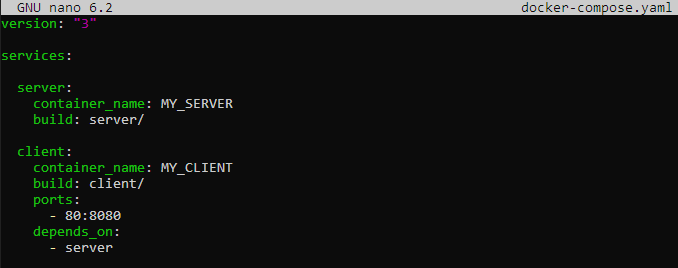 GNU nano 6.2 docker-compose.yaml
version: "3"
services:
server:
container_name: MY_SERVER
build: server/
client:
container_name: MY_CLIENT
build: client/
ports:
- 80:8080
depends_on:
- server